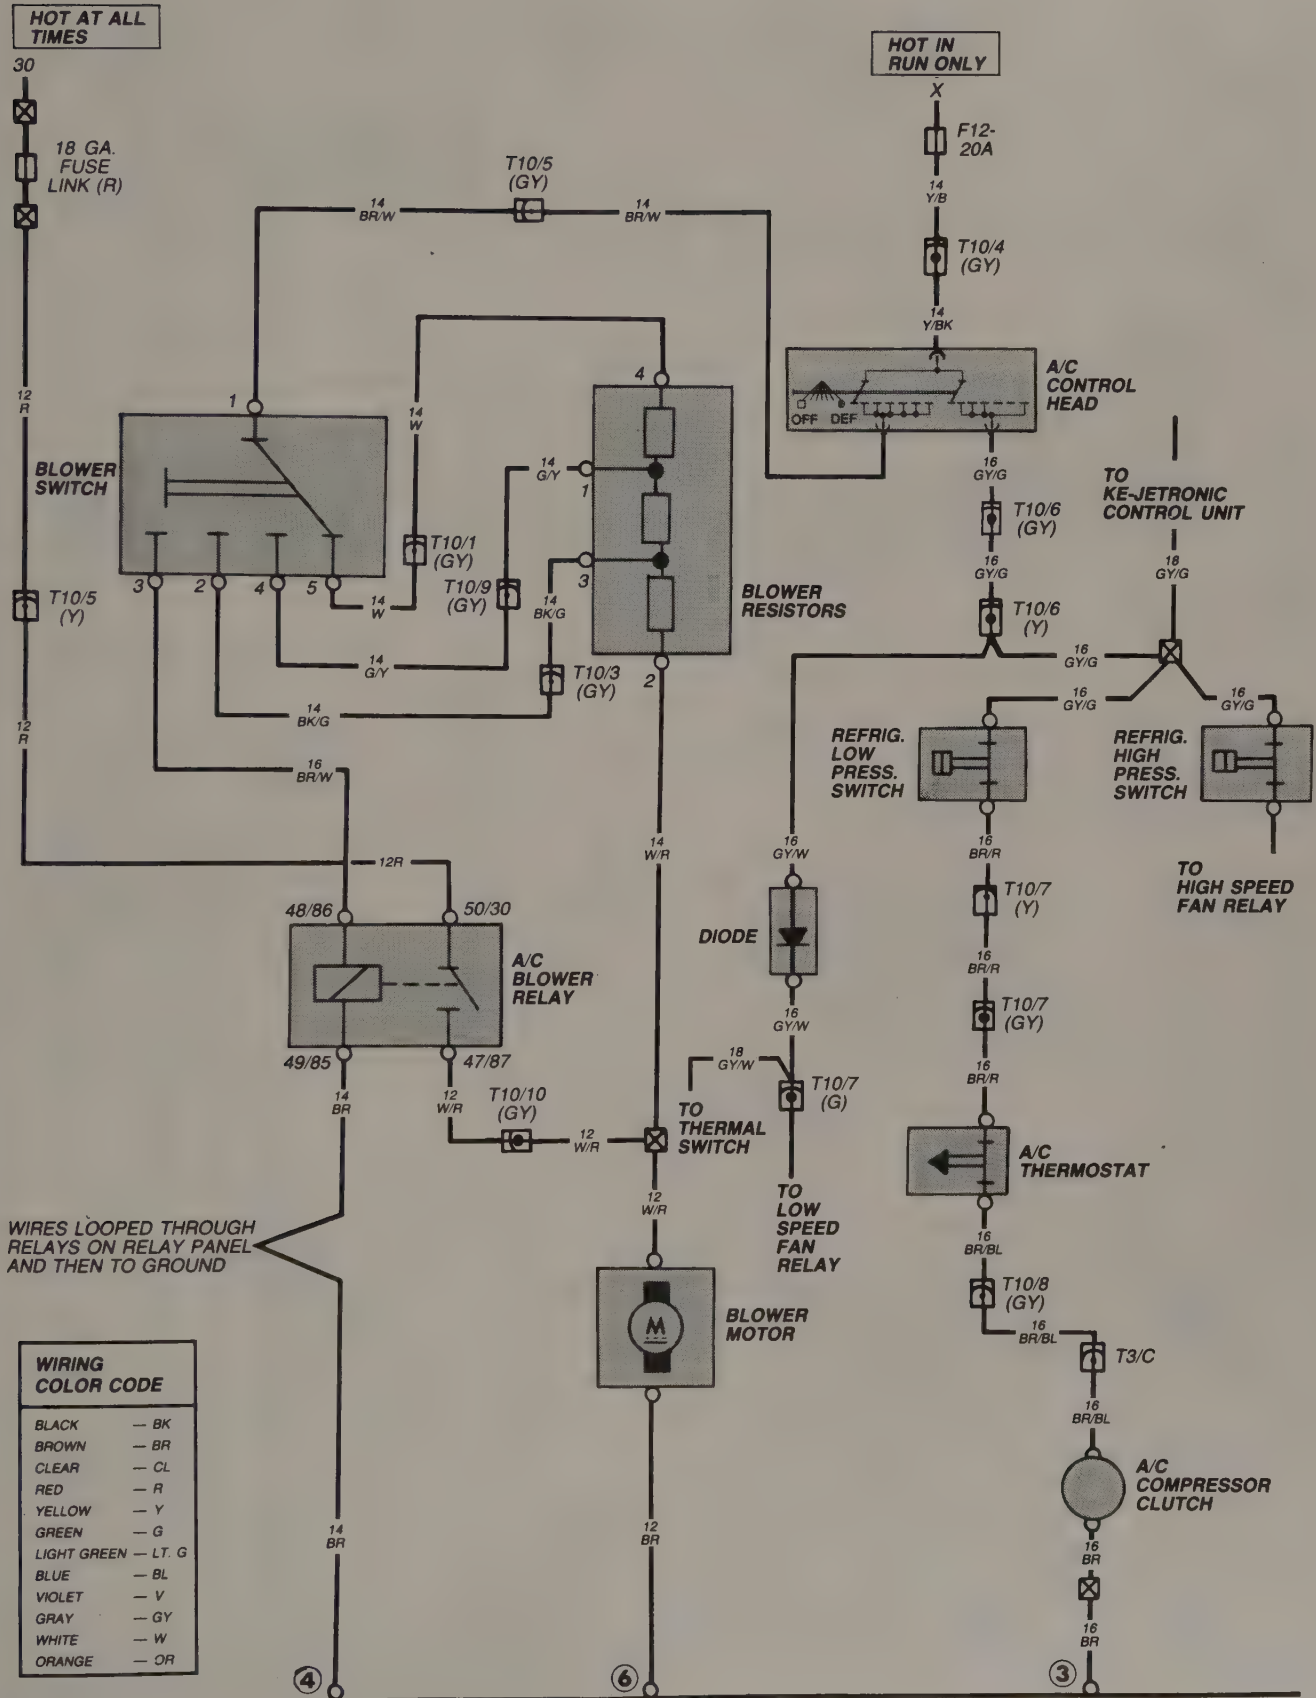 HOT AT ALL
TIMES
30
18 GA.
FUSE
LINK (R)
12
R
T10/5
(Y)
12
R
HOT IN
RUN ONLY
X
F12-
20A
14
Y/B
T10/4
(GY)
14
Y/BK
A/C
CONTROL
HEAD
OFF DEF
14
BR/W
T10/5
(GY)
14
BR/W
BLOWER
SWITCH
1
3
2
4
5
14
W
T10/1
(GY)
14
W
14
G/Y
T10/9
(GY)
14
G/Y
14
BK/G
T10/3
(GY)
14
BK/G
4
1
3
2
BLOWER
RESISTORS
16
BR/W
12R
48/86
50/30
A/C
BLOWER
RELAY
49/85
47/87
14
BR
12
W/R
T10/10
(GY)
12
W/R
14
W/R
12
W/R
16
GY/G
T10/6
(GY)
16
GY/G
T10/6
(Y)
TO
KE-JETRONIC
CONTROL UNIT
18
GY/G
16
GY/G
16
GY/G
16
GY/G
REFRIG.
LOW
PRESS.
SWITCH
REFRIG.
HIGH
PRESS.
SWITCH
TO
HIGH SPEED
FAN RELAY
16
GY/W
DIODE
16
GY/W
18
GY/W
T10/7
(G)
TO
THERMAL
SWITCH
TO
LOW
SPEED
FAN
RELAY
16
BR/R
T10/7
(Y)
16
BR/R
T10/7
(GY)
16
BR/R
A/C
THERMOSTAT
16
BR/BL
T10/8
(GY)
16
BR/BL
T3/C
16
BR/BL
A/C
COMPRESSOR
CLUTCH
16
BR
16
BR
3
WIRES LOOPED THROUGH
RELAYS ON RELAY PANEL
AND THEN TO GROUND
14
BR
4
BLOWER
MOTOR
M
12
BR
6
WIRING
COLOR CODE
BLACK — BK
BROWN — BR
CLEAR — CL
RED — R
YELLOW — Y
GREEN — G
LIGHT GREEN — LT. G
BLUE — BL
VIOLET — V
GRAY — GY
WHITE — W
ORANGE — OR